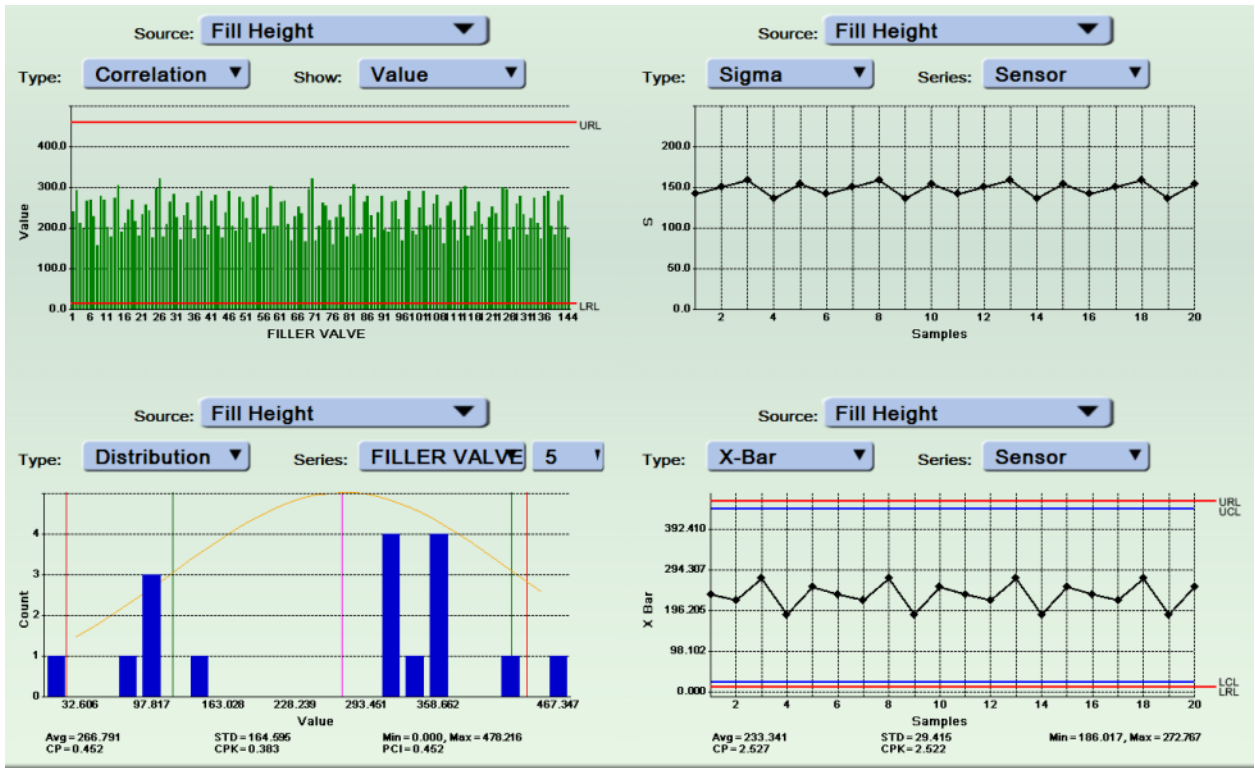 Source: Fill Height
Type: Correlation Show: Value
URL
400.0
300.0
200.0
100.0
0.0
LRL
Value
1 6 11 16 21 26 31 36 41 46 51 56 61 66 71 76 81 86 91 96 101 106 111 116 121 126 131 136 144
FILLER VALVE
Source: Fill Height
Type: Sigma Series: Sensor
200.0
150.0
100.0
50.0
0.0
S
2 4 6 8 10 12 14 16 18 20
Samples
Source: Fill Height
Type: Distribution Series: FILLER VALVE 5
4
3
2
1
0
Count
32.606 97.817 163.028 228.239 293.451 358.662 467.347
Value
Avg = 266.791 STD = 164.595 Min = 0.000, Max = 478.216
CP = 0.452 CPK = 0.383 PCI = 0.452
Source: Fill Height
Type: X-Bar Series: Sensor
URL
UCL
392.410
294.307
196.205
98.102
0.000
LCL
LRL
X Bar
2 4 6 8 10 12 14 16 18 20
Samples
Avg = 233.341 STD = 29.415 Min = 186.017, Max = 272.767
CP = 2.527 CPK = 2.522